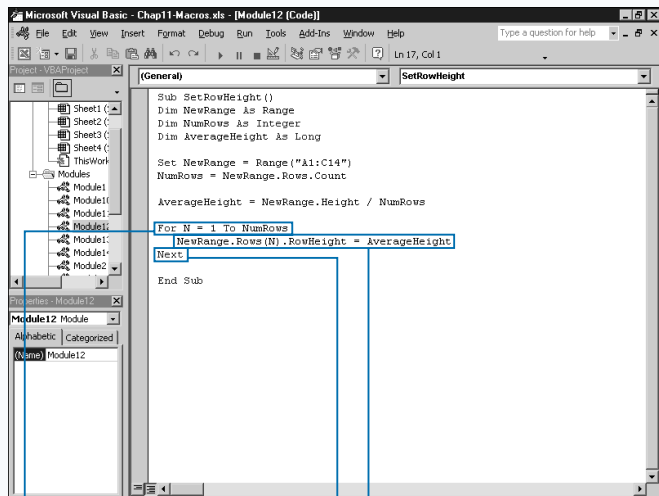 Microsoft Visual Basic - Chap11-Macros.xls - [Module12 (Code)]
File Edit View Insert Format Debug Run Tools Add-Ins Window Help
Type a question for help
Ln 17, Col 1
Project - VBAProject
(General)
SetRowHeight
Sheet1 (
Sheet2 (
Sheet3 (
Sheet4 (
ThisWork
Modules
Module1
Module10
Module11
Module12
Module13
Module14
Module2
Properties - Module12
Module12 Module
Alphabetic Categorized
(Name) Module12
Sub SetRowHeight()
Dim NewRange As Range
Dim NumRows As Integer
Dim AverageHeight As Long
Set NewRange = Range("A1:C14")
NumRows = NewRange.Rows.Count
AverageHeight = NewRange.Height / NumRows
For N = 1 To NumRows
NewRange.Rows(N).RowHeight = AverageHeight
Next
End Sub